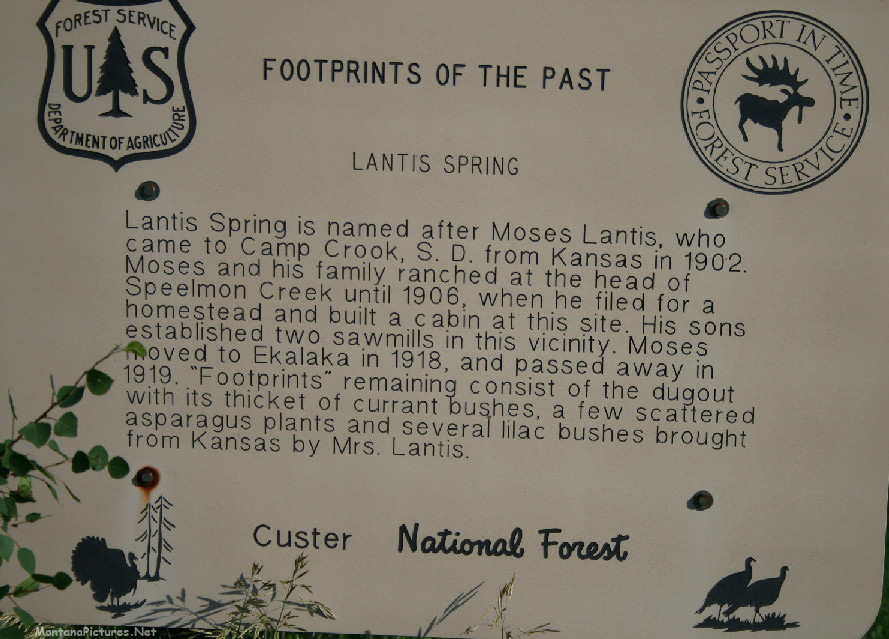 FOREST SERVICE
US
DEPARTMENT OF AGRICULTURE
FOOTPRINTS OF THE PAST
PASSPORT IN TIME
FOREST SERVICE
LANTIS SPRING
Lantis Spring is named after Moses Lantis, who
came to Camp Crook, S. D. from Kansas in 1902.
Moses and his family ranched at the head of
Speelmon Creek until 1906, when he filed for a
homestead and built a cabin at this site. His sons
established two sawmills in this vicinity. Moses
moved to Ekalaka in 1918, and passed away in
1919. "Footprints" remaining consist of the dugout
with its thicket of currant bushes, a few scattered
asparagus plants and several lilac bushes brought
from Kansas by Mrs. Lantis.
Custer National Forest
MontanaPictures.Net